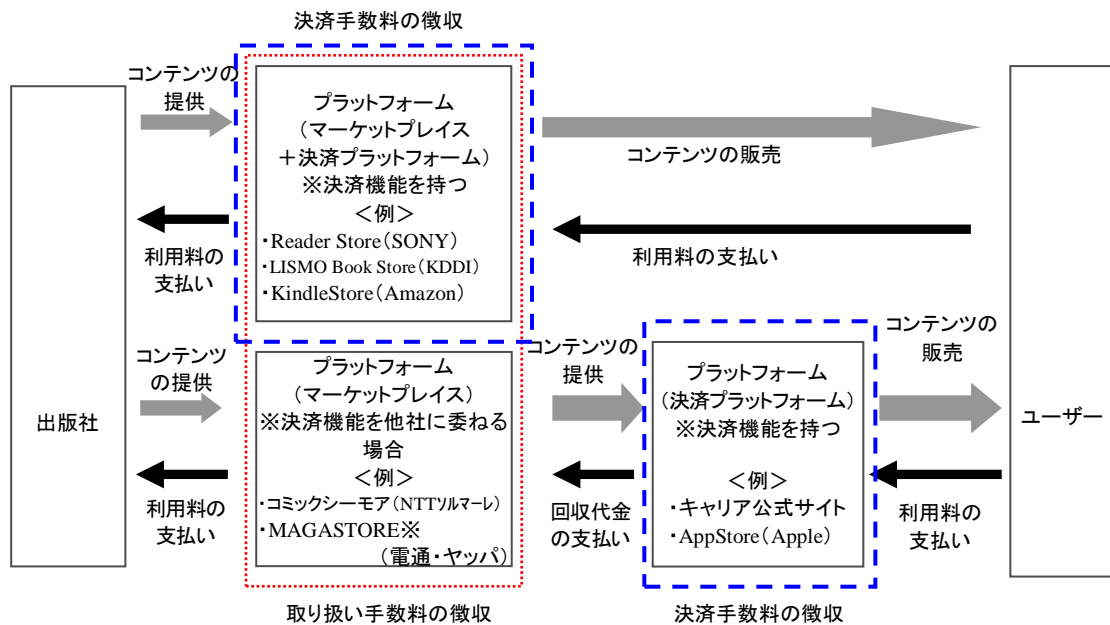 決済手数料の徴収
コンテンツの
提供
プラットフォーム
(マーケットプレイス
+決済プラットフォーム)
※決済機能を持つ
<例>
・Reader Store(SONY)
・LISMO Book Store(KDDI)
・KindleStore(Amazon)
コンテンツの販売
利用料の
支払い
利用料の支払い
出版社
ユーザー
コンテンツ
の提供
プラットフォーム
(マーケットプレイス)
※決済機能を他社に委ねる
場合
<例>
・コミックシーモア(NTTソルマーレ)
・MAGASTORE※
(電通・ヤッパ)
コンテンツの
提供
プラットフォーム
(決済プラットフォーム)
※決済機能を持つ
<例>
・キャリア公式サイト
・AppStore(Apple)
コンテンツの
販売
利用料の
支払い
回収代金
の支払い
利用料の
支払い
取り扱い手数料の徴収
決済手数料の徴収